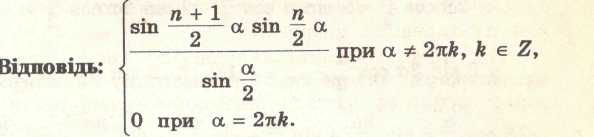 Відповідь: { sin (n + 1)/2 α sin n/2 α / sin α/2 при α ≠ 2πk, k ∈ Z,
0 при α = 2πk.